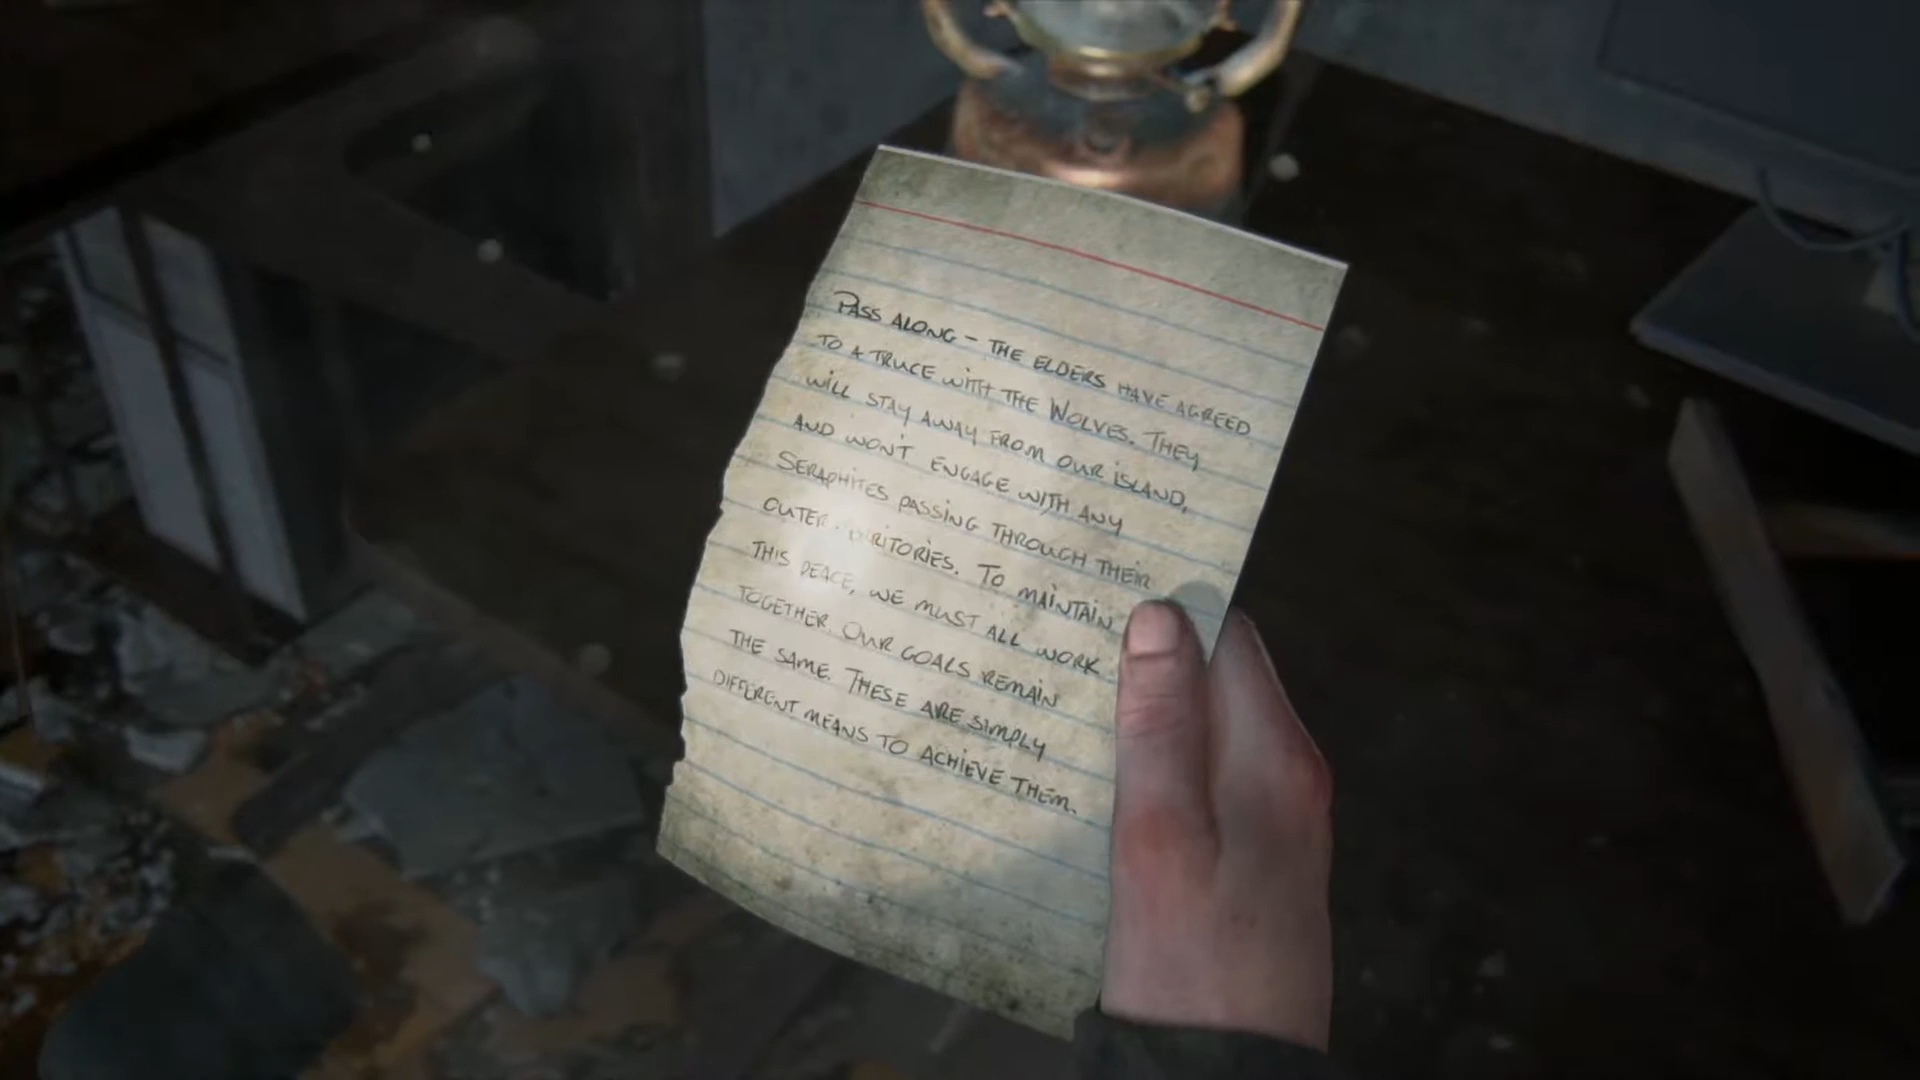 PASS ALONG - THE ELDERS HAVE AGREED
TO A TRUCE WITH THE WOLVES. THEY
WILL STAY AWAY FROM OUR ISLAND,
AND WON'T ENGAGE WITH ANY
SERAPHITES PASSING THROUGH THEIR
OUTER. To MAINTAIN
THIS PEACE, WE MUST ALL WORK
TOGETHER. OUR GOALS REMAIN
THE SAME. THESE ARE SIMPLY
DIFFERENT MEANS TO ACHIEVE THEM.